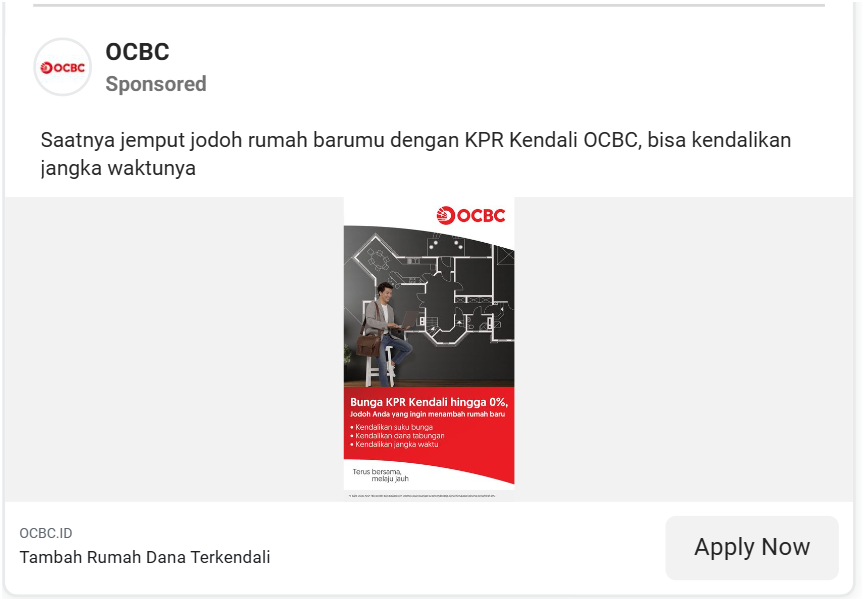 OCBC
OCBC
Sponsored
Saatnya jemput jodoh rumah barumu dengan KPR Kendali OCBC, bisa kendalikan
jangka waktunya
OCBC
Bunga KPR Kendali hingga 0%,
Jodoh Anda yang ingin menambah rumah baru
• Kendalikan suku bunga
• Kendalikan dana tabungan
• Kendalikan jangka waktu
Terus bersama,
melaju jauh
OCBC.ID
Tambah Rumah Dana Terkendali
Apply Now